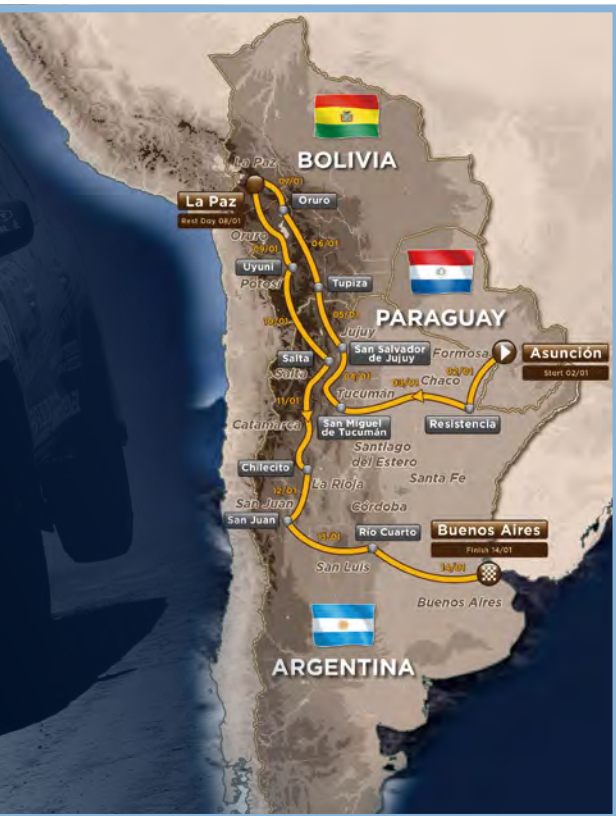 BOLIVIA
La Paz
07/01
La Paz
Rest Day 08/01
Oruro
Oruro
09/01
06/01
Uyuni
Potosí
Tupiza
PARAGUAY
10/01
05/01
Jujuy
San Salvador
de Jujuy
Formosa
Asunción
Start 02/01
02/01
Salta
Salta
04/01
03/01
Chaco
11/01
Tucumán
Catamarca
San Miguel
de Tucumán
Resistencia
Santiago
del Estero
Chilecito
La Rioja
Santa Fe
12/01
San Juan
Córdoba
San Juan
13/01
Río Cuarto
Buenos Aires
Finish 14/01
San Luis
14/01
Buenos Aires
ARGENTINA